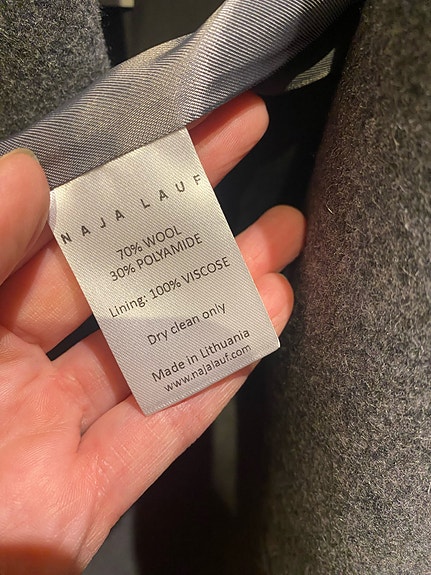 NAJA LAUF
70% WOOL
30% POLYAMIDE
Lining: 100% VISCOSE
Dry clean only
Made in Lithuania
www.najalauf.com